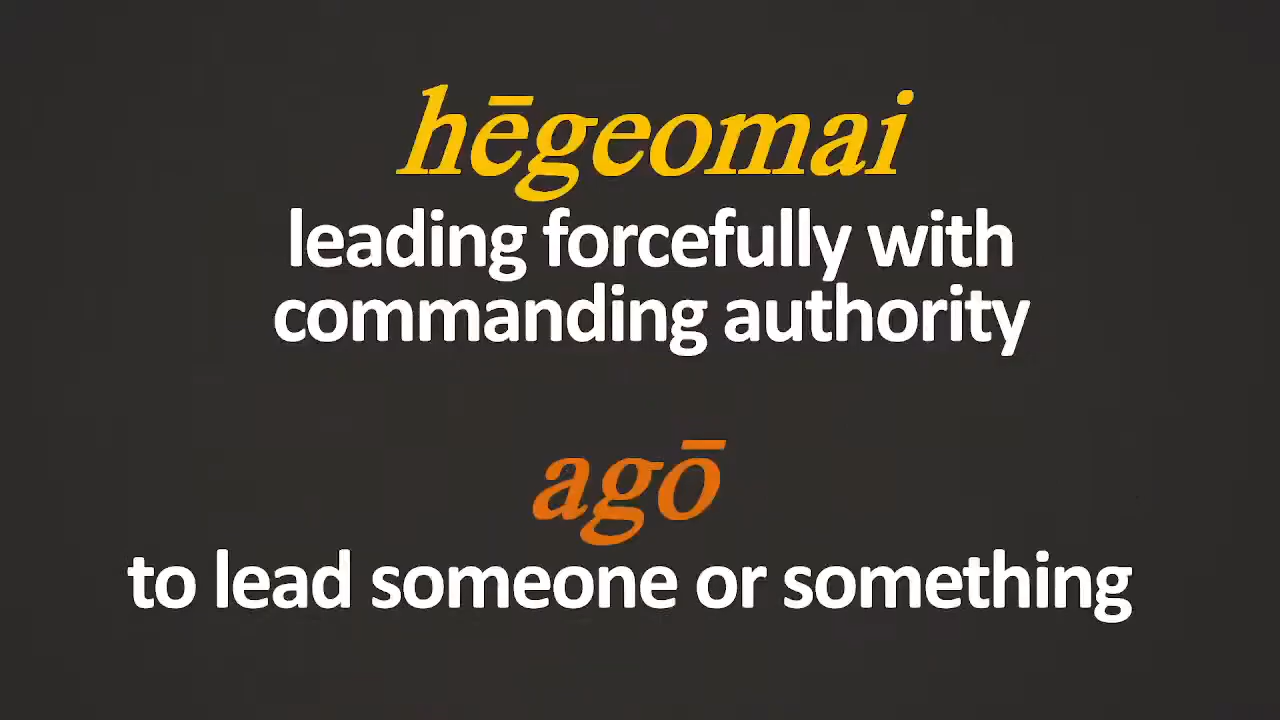 hēgeomai
leading forcefully with
commanding authority
agō
to lead someone or something